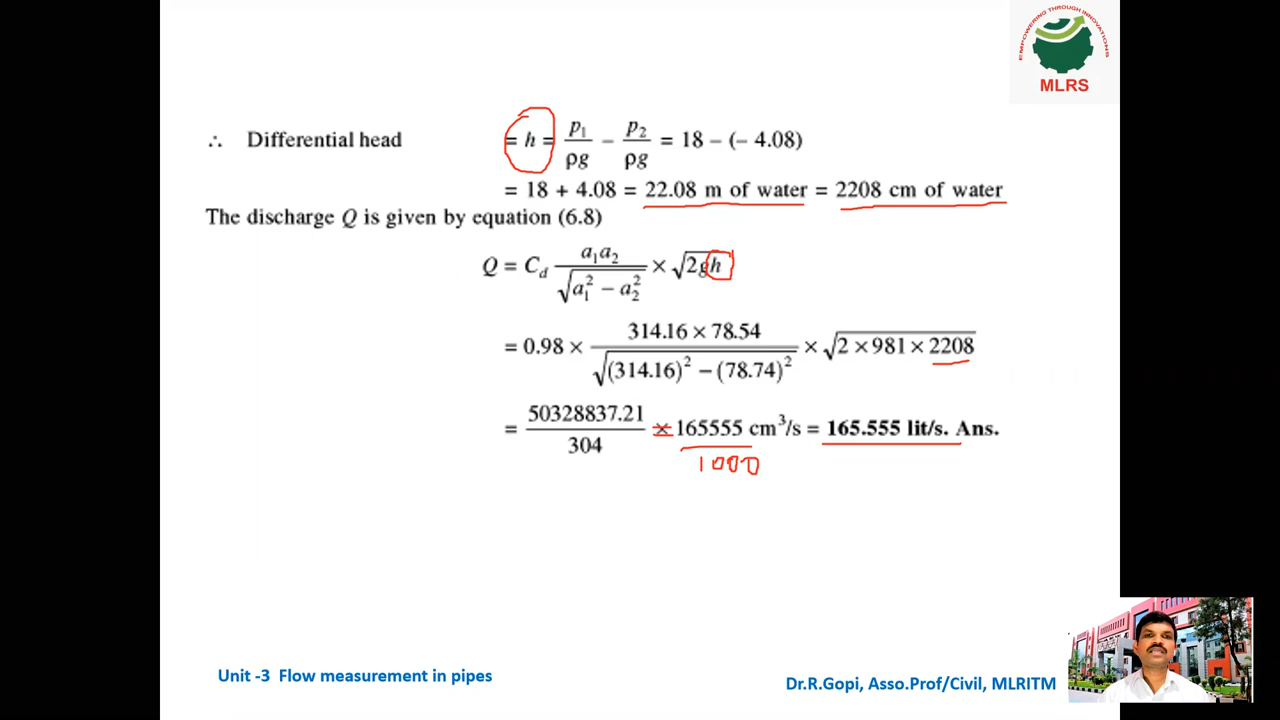 EMPOWERING THROUGH INNOVATIONS
MLRS
∴ Differential head = h = p₁/ρg − p₂/ρg = 18 − (− 4.08)
= 18 + 4.08 = 22.08 m of water = 2208 cm of water
The discharge Q is given by equation (6.8)
Q = C_d a₁a₂/√(a₁² − a₂²) × √2gh
= 0.98 × 314.16 × 78.54/√((314.16)² − (78.74)²) × √(2 × 981 × 2208)
= 50328837.21/304 × 165555 cm³/s = 165.555 lit/s. Ans.
1000
Unit -3 Flow measurement in pipes
Dr.R.Gopi, Asso.Prof/Civil, MLRITM